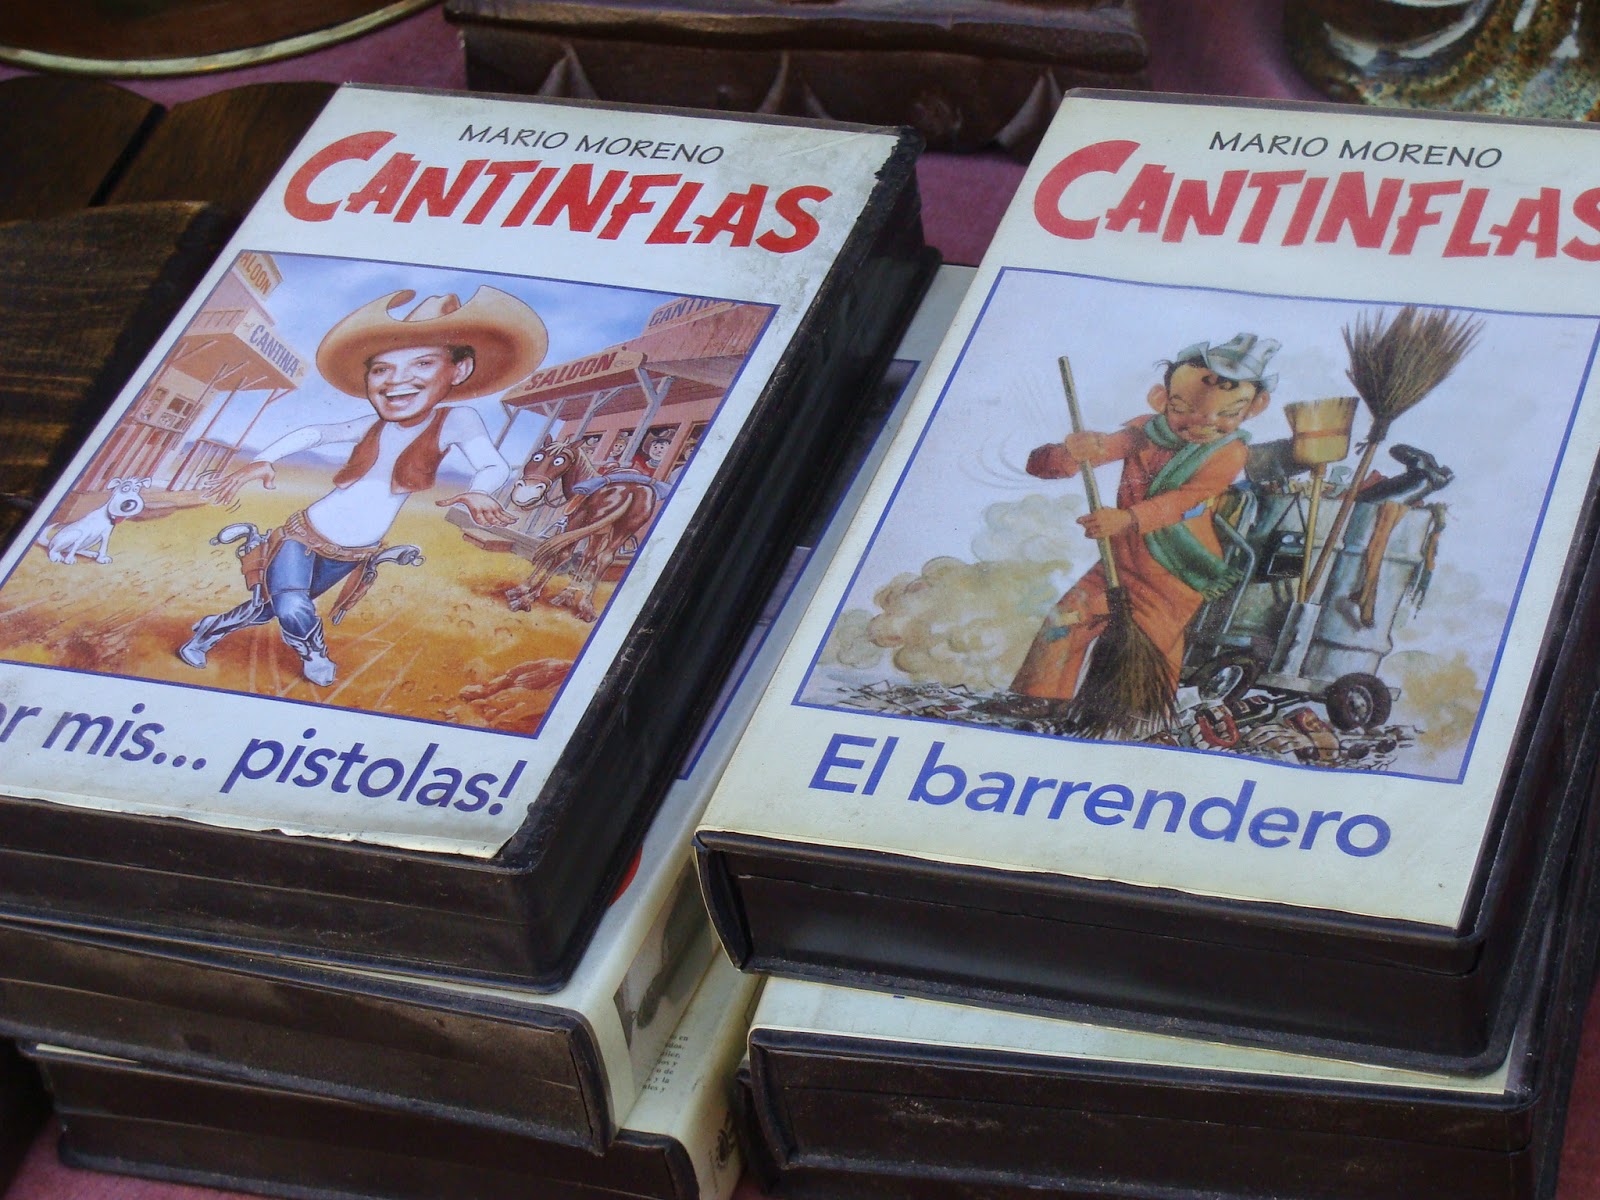 MARIO MORENO
CANTINFLAS
SALOON
CANTINA
SALOON
r mis... pistolas!
MARIO MORENO
CANTINFLAS
El barrendero